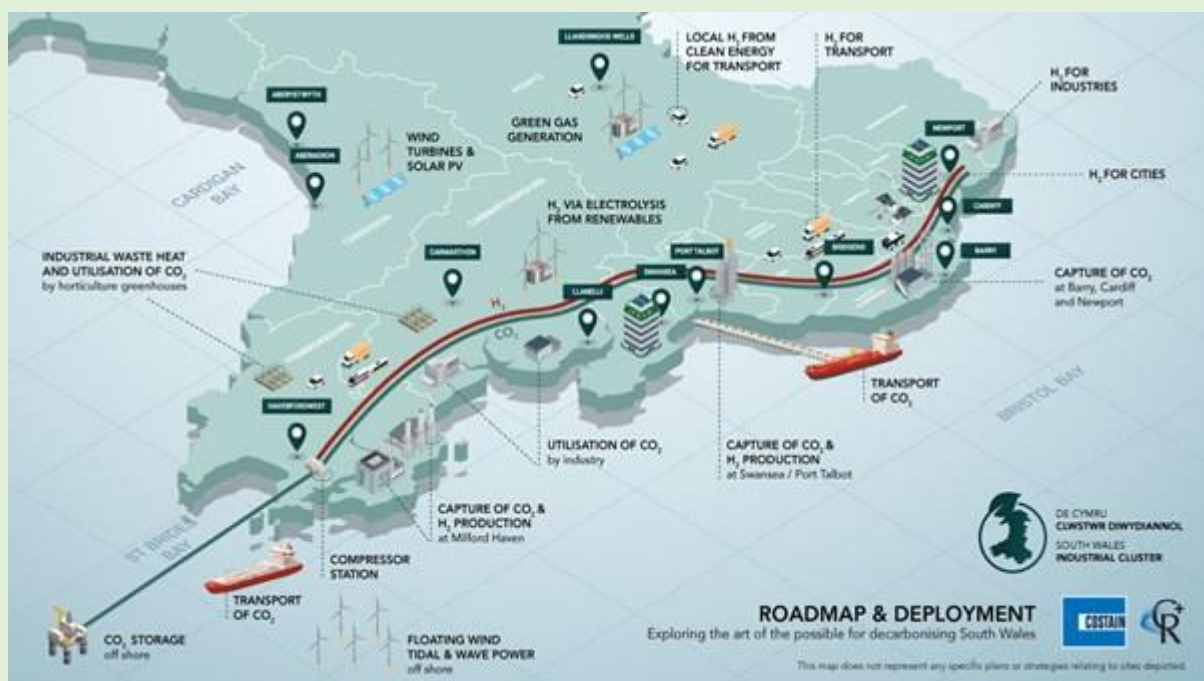 LLANDRINDOD WELLS
LOCAL H₂ FROM
CLEAN ENERGY
FOR TRANSPORT
H₂ FOR
TRANSPORT
H₂ FOR
INDUSTRIES
ABERYSTWYTH
WIND
TURBINES &
SOLAR PV
GREEN GAS
GENERATION
NEWPORT
ABERAERON
CARDIGAN
BAY
H₂ FOR CITIES
H₂ VIA ELECTROLYSIS
FROM RENEWABLES
CARDIFF
INDUSTRIAL WASTE HEAT
AND UTILISATION OF CO₂
by horticulture greenhouses
CARMARTHEN
PORT TALBOT
BRIDGEND
BARRY
SWANSEA
LLANELLI
CAPTURE OF CO₂
at Barry, Cardiff
and Newport
H₂
CO₂
TRANSPORT
OF CO₂
BRISTOL BAY
HAVERFORDWEST
UTILISATION OF CO₂
by industry
CAPTURE OF CO₂ &
H₂ PRODUCTION
at Swansea / Port Talbot
CAPTURE OF CO₂ &
H₂ PRODUCTION
at Milford Haven
ST BRIDES
BAY
COMPRESSOR
STATION
DE CYMRU
CLWSTWR DIWYDIANNOL
SOUTH WALES
INDUSTRIAL CLUSTER
TRANSPORT
OF CO₂
CO₂ STORAGE
off shore
FLOATING WIND
TIDAL & WAVE POWER
off shore
ROADMAP & DEPLOYMENT
Exploring the art of the possible for decarbonising South Wales
COSTAIN
CR+
This map does not represent any specific plans or strategies relating to sites depicted.